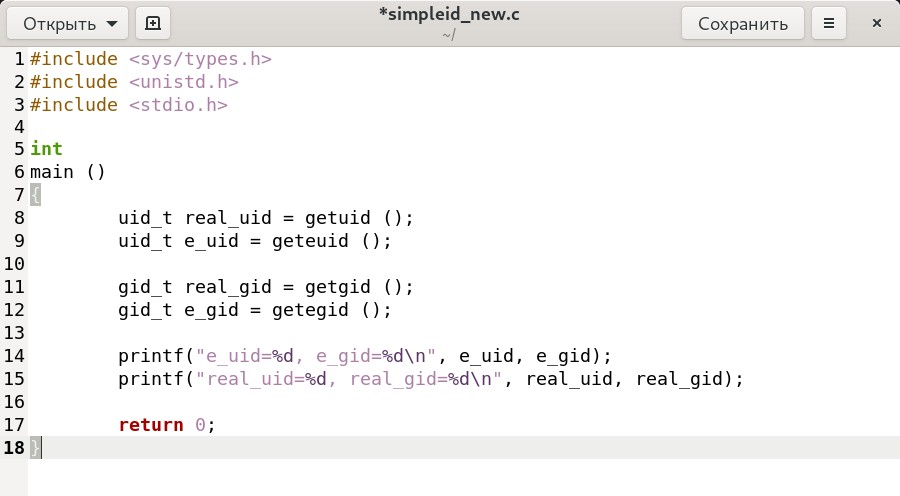 Открыть
*simpleid_new.c
~/
Сохранить
1 #include <sys/types.h>
2 #include <unistd.h>
3 #include <stdio.h>
4
5 int
6 main ()
7 {
8         uid_t real_uid = getuid ();
9         uid_t e_uid = geteuid ();
10
11         gid_t real_gid = getgid ();
12         gid_t e_gid = getegid ();
13
14         printf("e_uid=%d, e_gid=%d\n", e_uid, e_gid);
15         printf("real_uid=%d, real_gid=%d\n", real_uid, real_gid);
16
17         return 0;
18 }